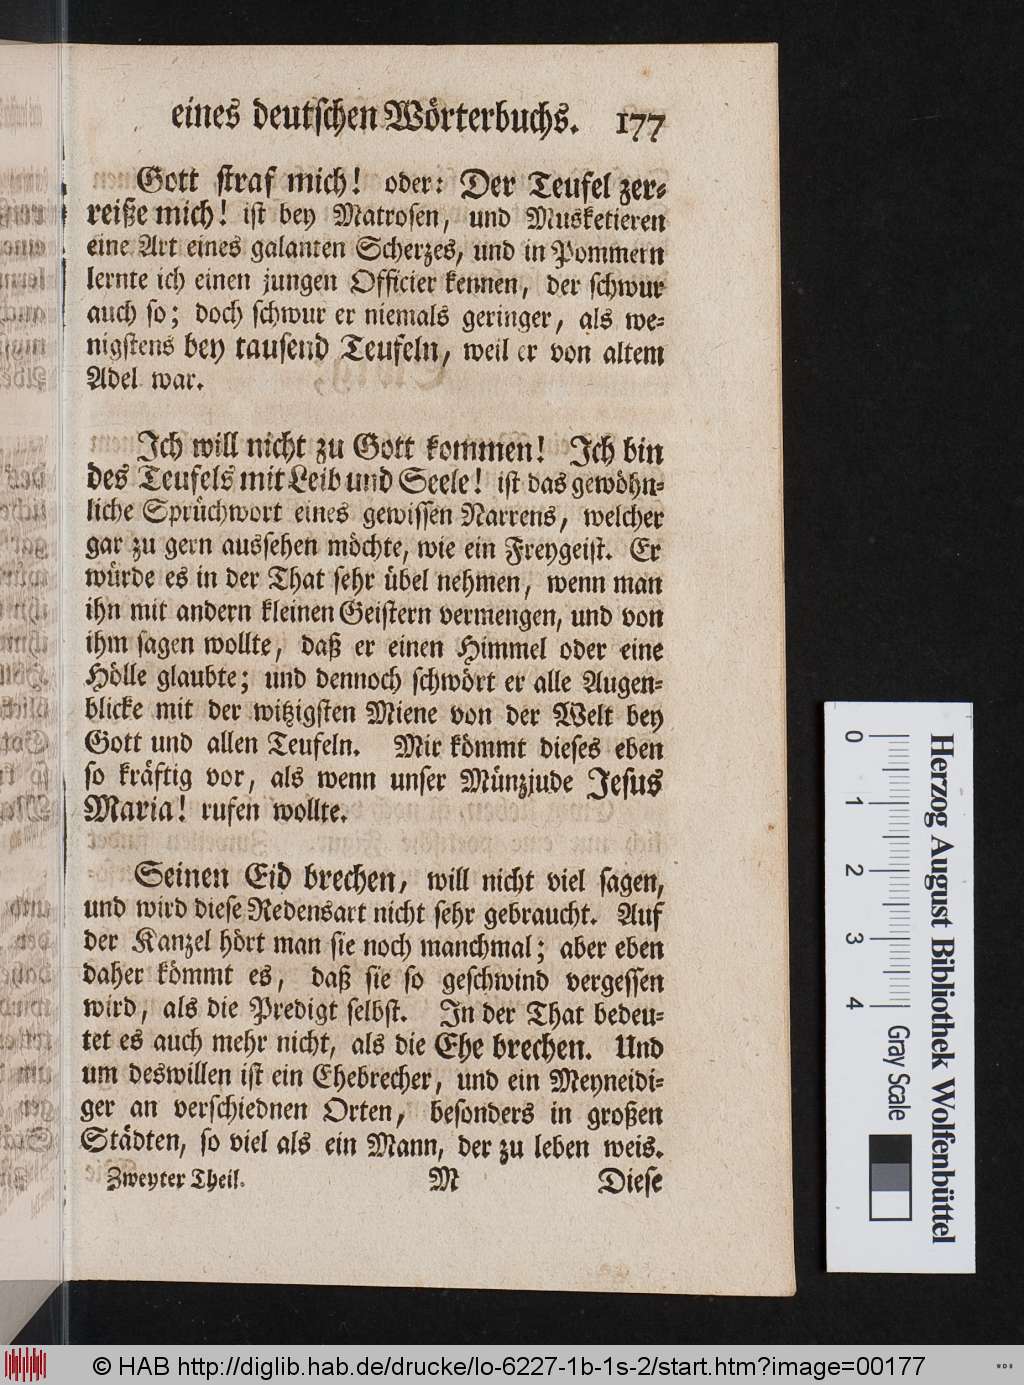 eines deutschen Wörterbuchs. 177
Gott straf mich! oder: Der Teufel zer-
reiße mich! ist bey Matrosen, und Musketieren
eine Art eines galanten Scherzes, und in Pommern
lernte ich einen jungen Officier kennen, der schwur
auch so; doch schwur er niemals geringer, als we-
nigstens bey tausend Teufeln, weil er von altem
Adel war.
Ich will nicht zu Gott kommen! Ich bin
des Teufels mit Leib und Seele! ist das gewöhn-
liche Sprüchwort eines gewissen Narrens, welcher
gar zu gern aussehen möchte, wie ein Freygeist. Er
würde es in der That sehr übel nehmen, wenn man
ihn mit andern kleinen Geistern vermengen, und von
ihm sagen wollte, daß er einen Himmel oder eine
Hölle glaubte; und dennoch schwört er alle Augen-
blicke mit der witzigsten Miene von der Welt bey
Gott und allen Teufeln. Mir kömmt dieses eben
so kräftig vor, als wenn unser Münzjude Jesus
Maria! rufen wollte.
Seinen Eid brechen, will nicht viel sagen,
und wird diese Redensart nicht sehr gebraucht. Auf
der Kanzel hört man sie noch manchmal; aber eben
daher kömmt es, daß sie so geschwind vergessen
wird, als die Predigt selbst. In der That bedeu-
tet es auch mehr nicht, als die Ehe brechen. Und
um deswillen ist ein Ehebrecher, und ein Meyneidi-
ger an verschiednen Orten, besonders in großen
Städten, so viel als ein Mann, der zu leben weis.
Zweyter Theil. M Diese
0 1 2 3 4 Gray Scale
Herzog August Bibliothek Wolfenbüttel
© HAB http://diglib.hab.de/drucke/lo-6227-1b-1s-2/start.htm?image=00177
WDB